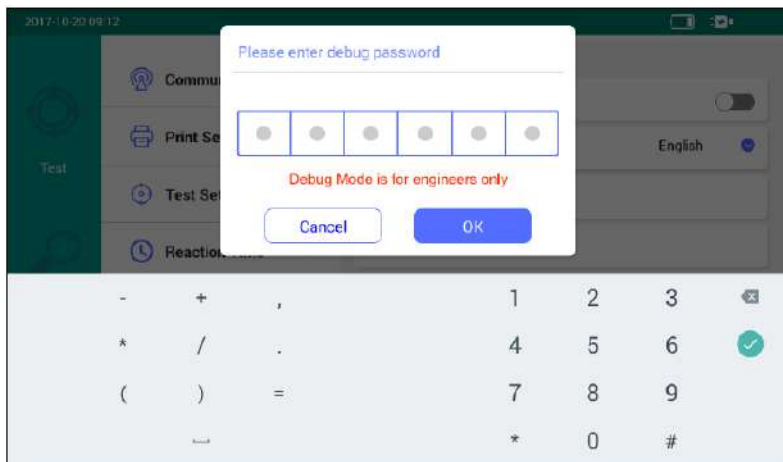 2017-10-20 09:12
Please enter debug password
Commu
Print Se
English
Debug Mode is for engineers only
Test
Test Set
Cancel
OK
Reaction
- + , 1 2 3
* / . 4 5 6
( ) = 7 8 9
* 0 #